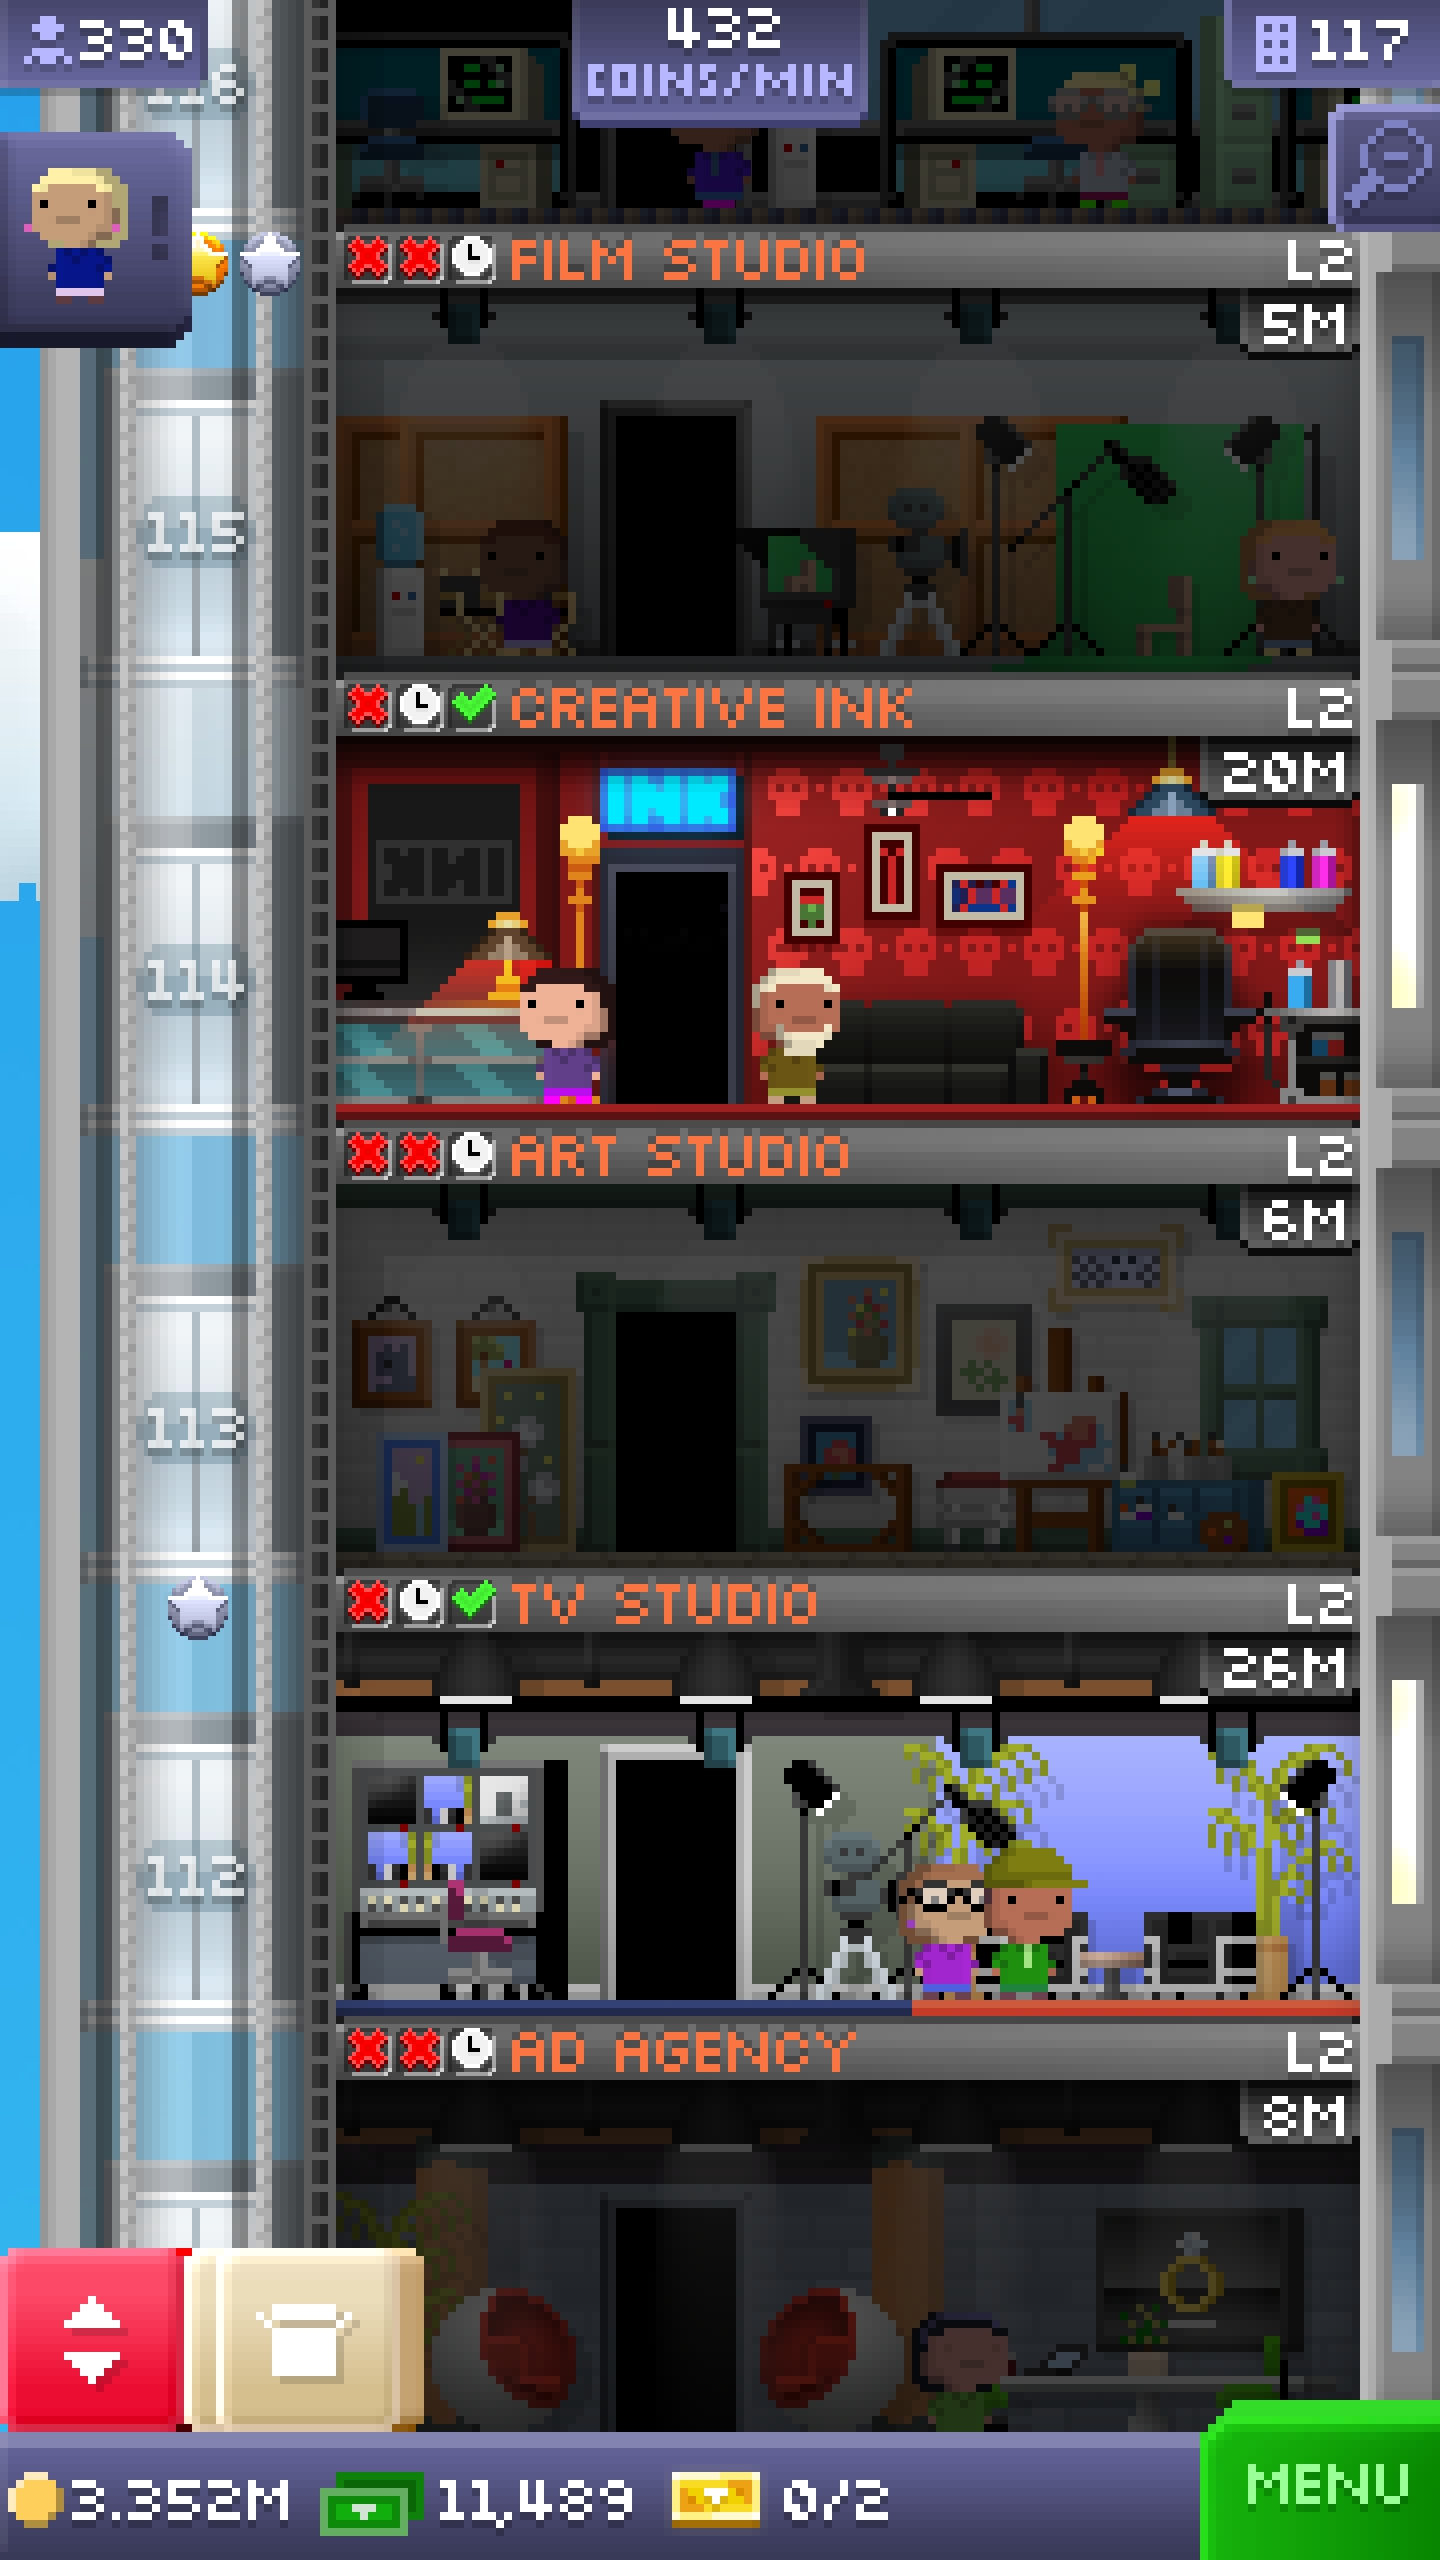 330
432
COINS/MIN
117
116
FILM STUDIO L2
5M
115
CREATIVE INK L2
20M
INK
114
ART STUDIO L2
6M
113
TV STUDIO L2
26M
112
AD AGENCY L2
8M
3.352M 11,489 0/2
MENU